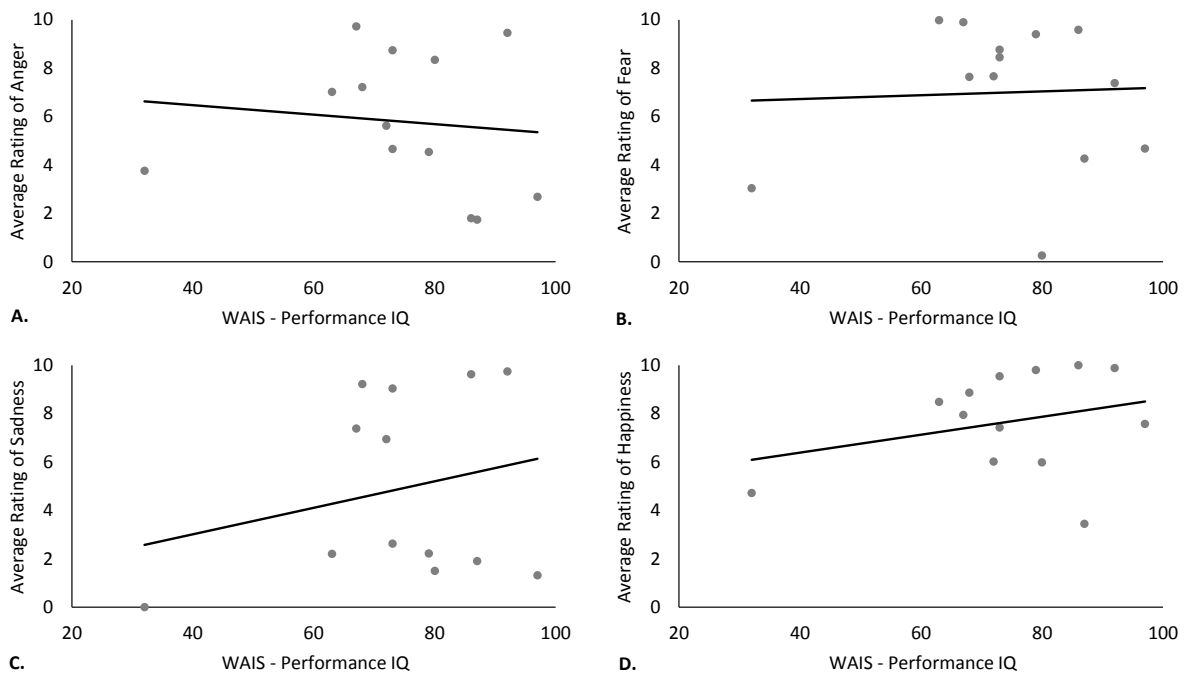 Average Rating of Anger
10
8
6
4
2
0
20 40 60 80 100
WAIS - Performance IQ
A.
Average Rating of Fear
10
8
6
4
2
0
20 40 60 80 100
WAIS - Performance IQ
B.
Average Rating of Sadness
10
8
6
4
2
0
20 40 60 80 100
WAIS - Performance IQ
C.
Average Rating of Happiness
10
8
6
4
2
0
20 40 60 80 100
WAIS - Performance IQ
D.